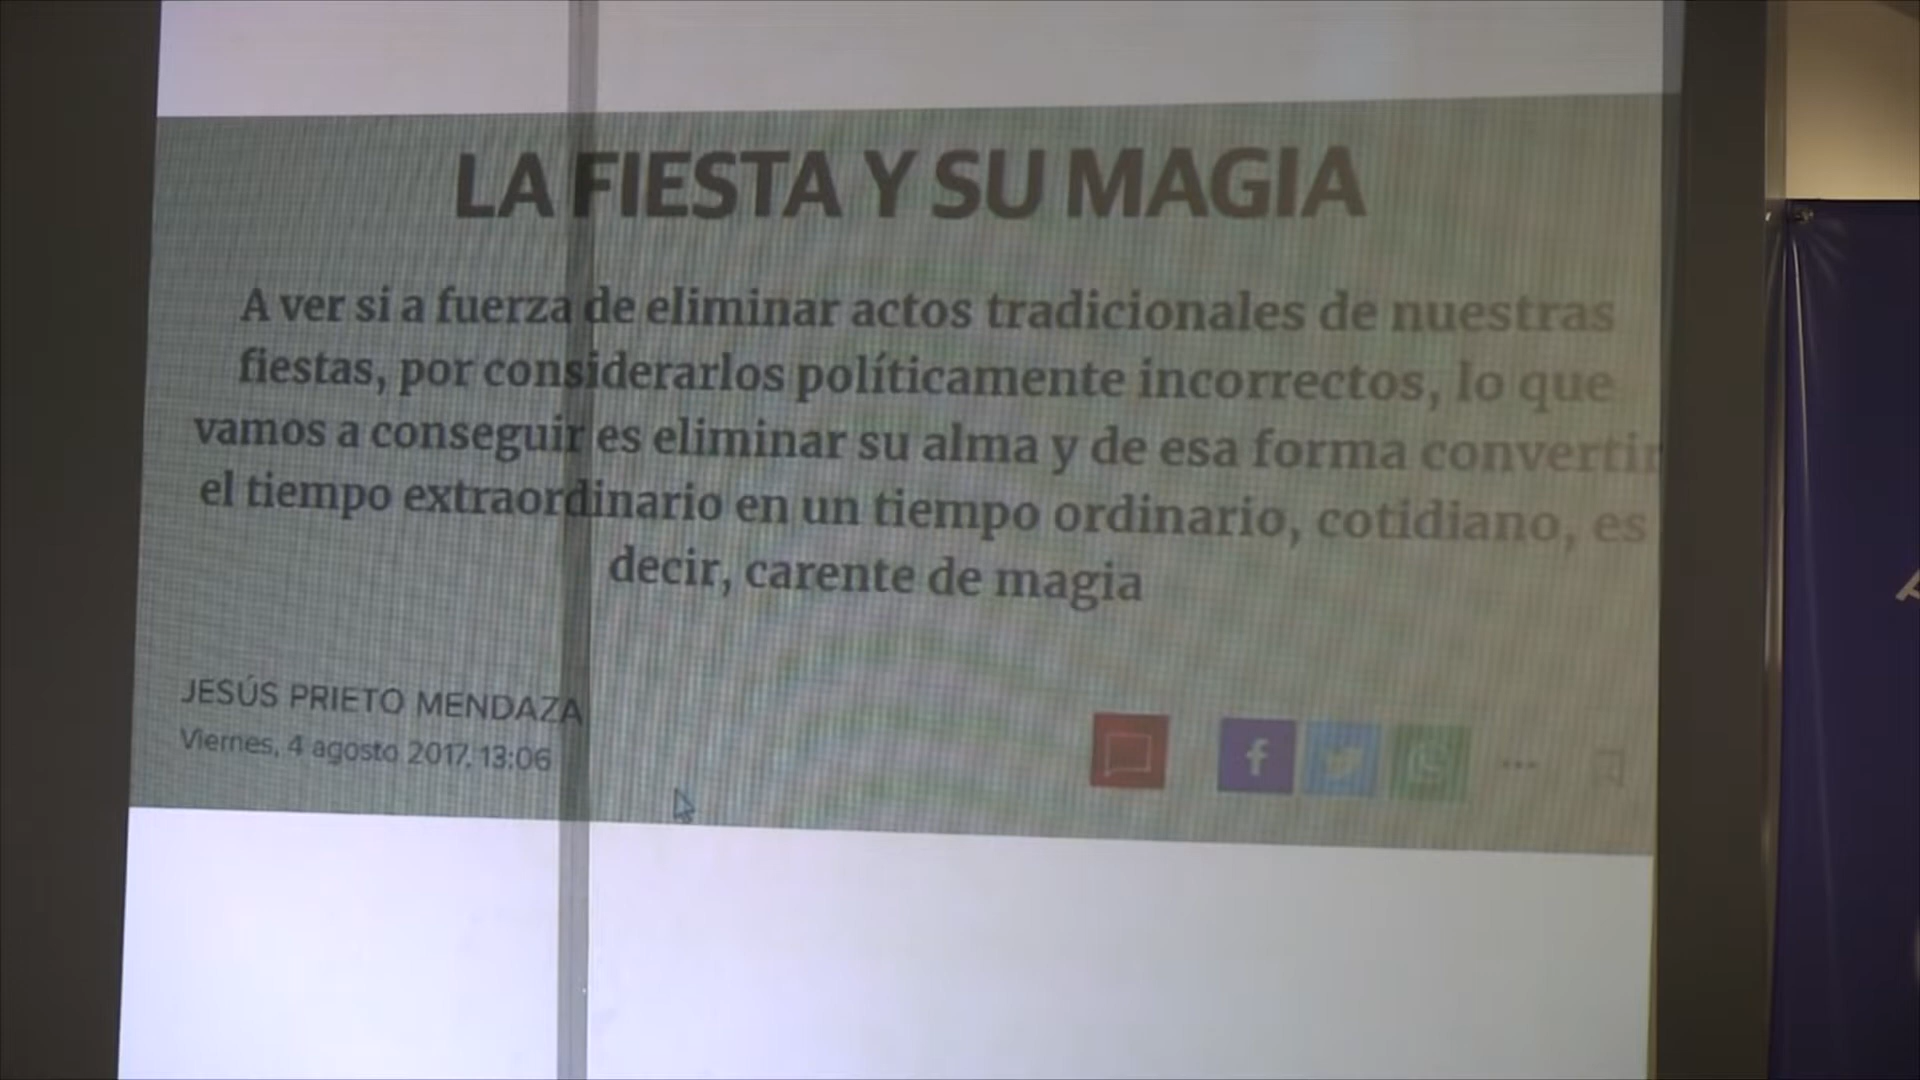 LA FIESTA Y SU MAGIA
A ver si a fuerza de eliminar actos tradicionales de nuestras
fiestas, por considerarlos políticamente incorrectos, lo que
vamos a conseguir es eliminar su alma y de esa forma convertir
el tiempo extraordinario en un tiempo ordinario, cotidiano, es
decir, carente de magia
JESÚS PRIETO MENDAZA
Viernes, 4 agosto 2017, 13:06